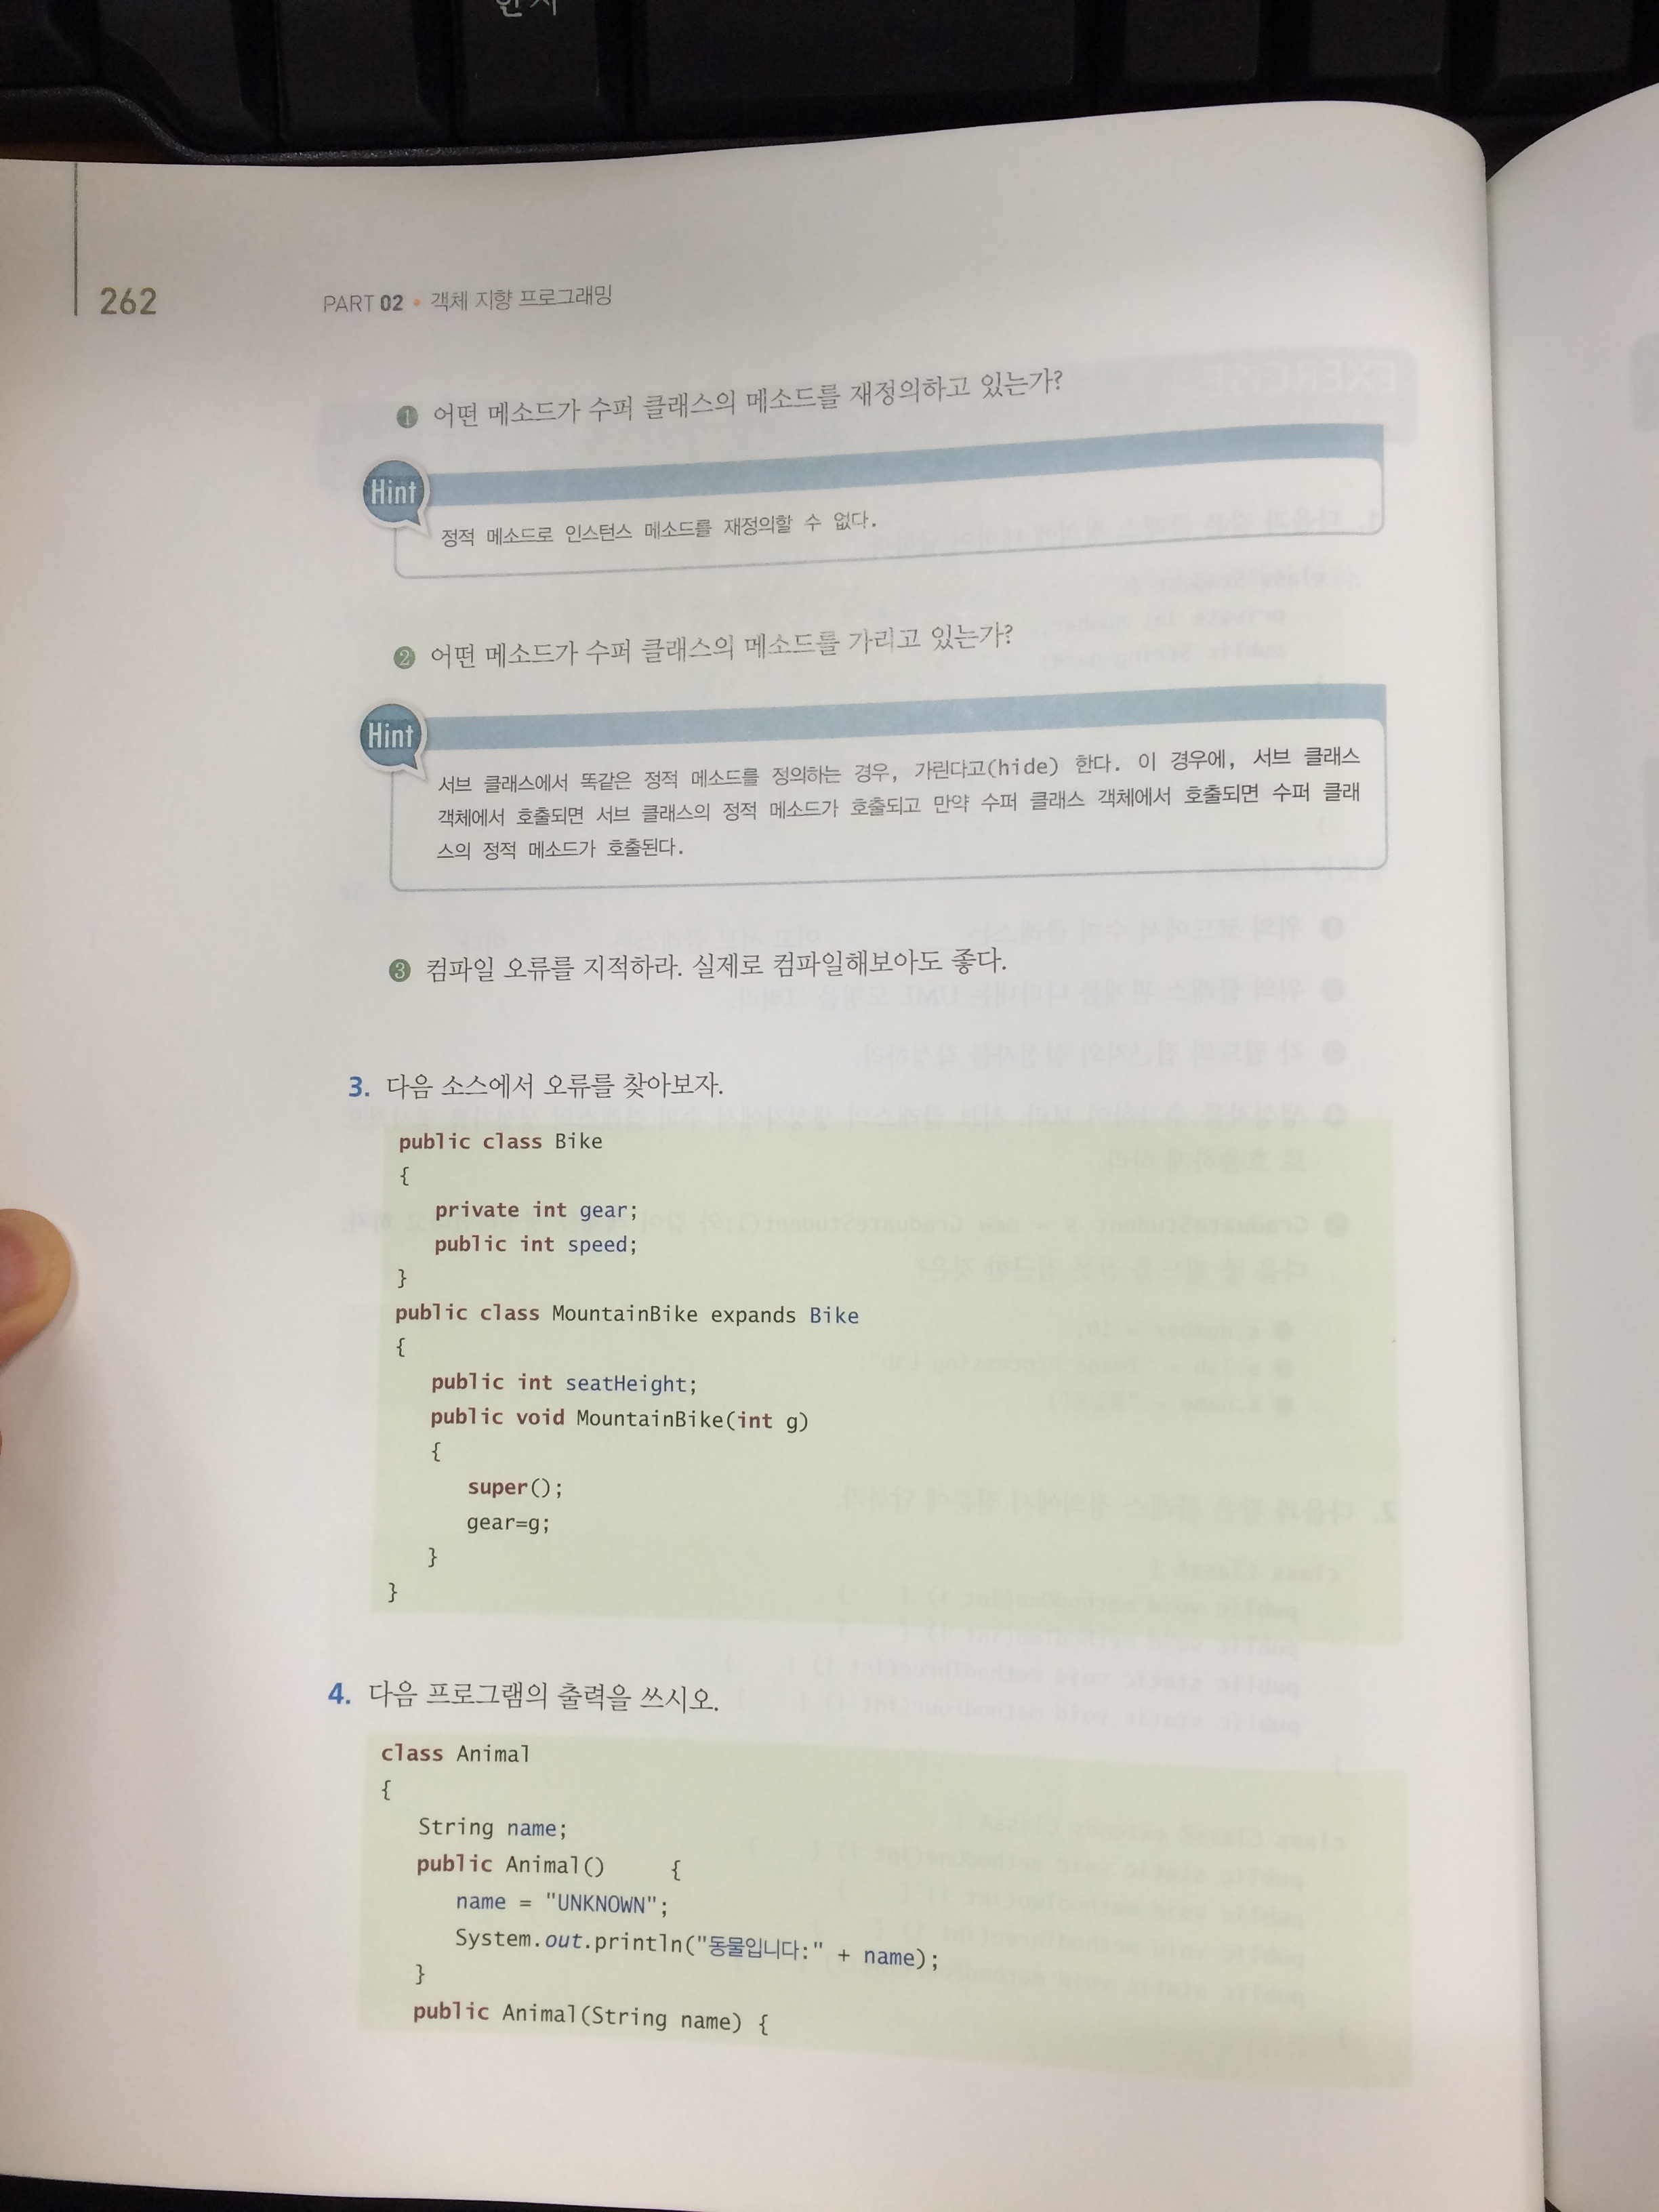 한자
262
PART 02 • 객체 지향 프로그래밍
❶ 어떤 메소드가 수퍼 클래스의 메소드를 재정의하고 있는가?
Hint
정적 메소드로 인스턴스 메소드를 재정의할 수 없다.
❷ 어떤 메소드가 수퍼 클래스의 메소드를 가리고 있는가?
Hint
서브 클래스에서 똑같은 정적 메소드를 정의하는 경우, 가린다고(hide) 한다. 이 경우에, 서브 클래스
객체에서 호출되면 서브 클래스의 정적 메소드가 호출되고 만약 수퍼 클래스 객체에서 호출되면 수퍼 클래
스의 정적 메소드가 호출된다.
❸ 컴파일 오류를 지적하라. 실제로 컴파일해보아도 좋다.
3. 다음 소스에서 오류를 찾아보자.
public class Bike
{
private int gear;
public int speed;
}
public class MountainBike expands Bike
{
public int seatHeight;
public void MountainBike(int g)
{
super();
gear=g;
}
}
4. 다음 프로그램의 출력을 쓰시오.
class Animal
{
String name;
public Animal() {
name = "UNKNOWN";
System.out.println("동물입니다:" + name);
}
public Animal(String name) {